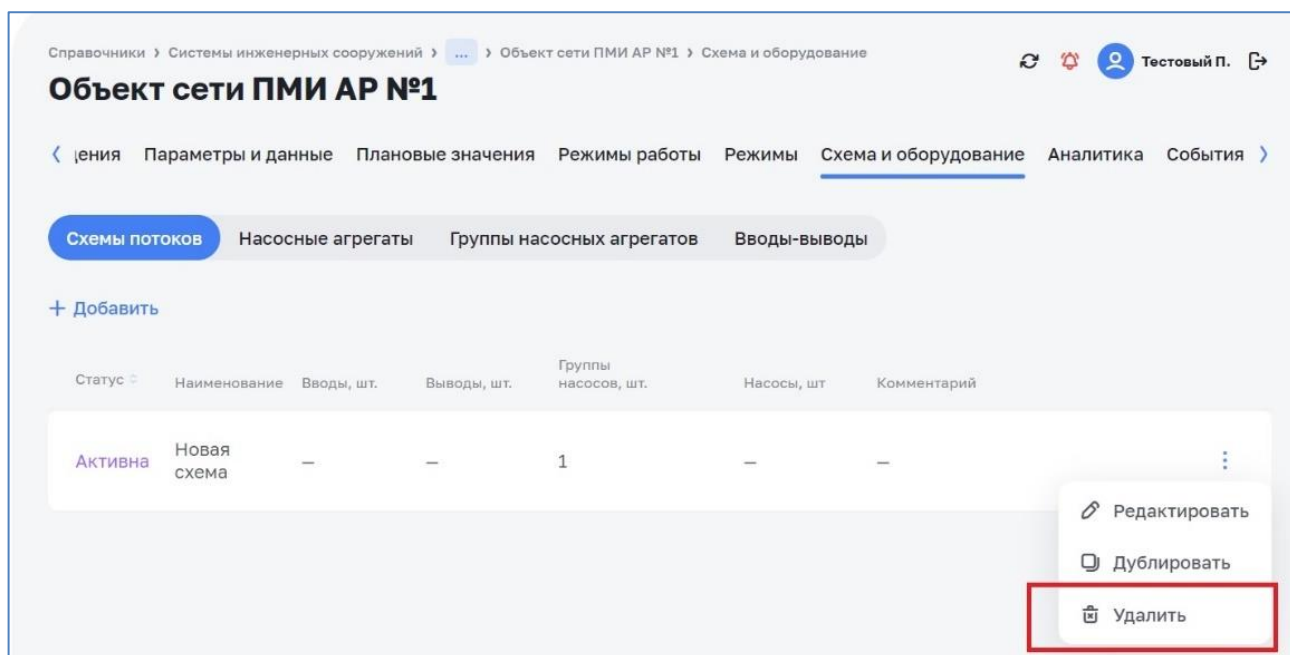 Справочники › Системы инженерных сооружений › ... › Объект сети ПМИ АР №1 › Схема и оборудование
Тестовый П.
Объект сети ПМИ АР №1
Параметры и данные Плановые значения Режимы работы Режимы Схема и оборудование Аналитика События
Схемы потоков Насосные агрегаты Группы насосных агрегатов Вводы-выводы
+ Добавить
Статус Наименование Вводы, шт. Выводы, шт. Группы насосов, шт. Насосы, шт Комментарий
Активна Новая схема — — 1 — —
Редактировать
Дублировать
Удалить